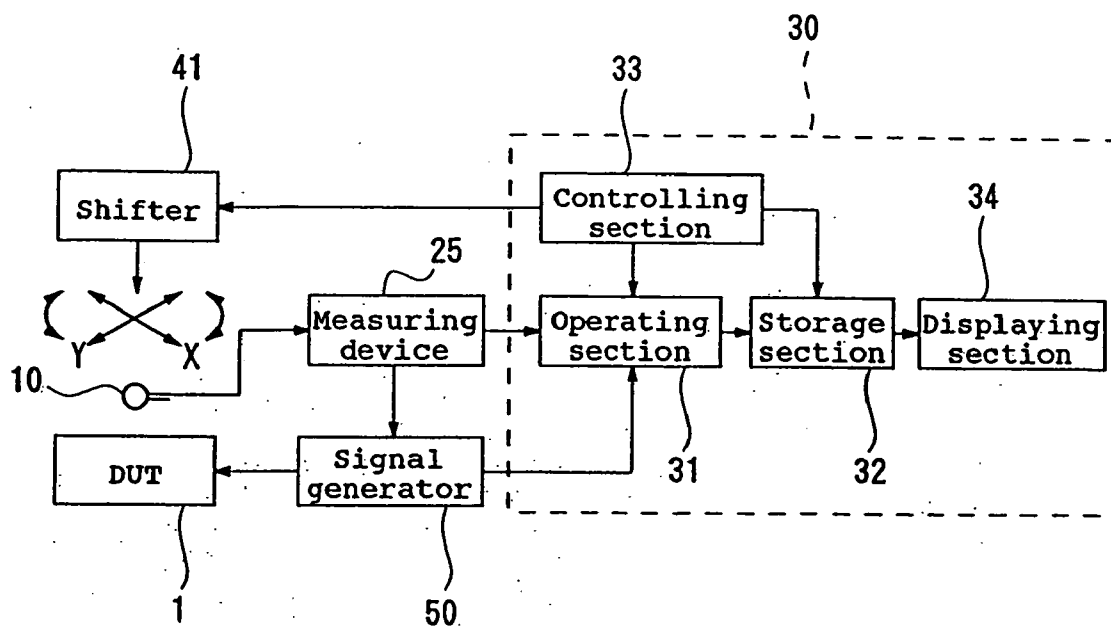 30
41
33
Shifter
Controlling
section
34
25
Measuring
device
Operating
section
Storage
section
Displaying
section
Y
X
10
DUT
Signal
generator
31
32
1
50